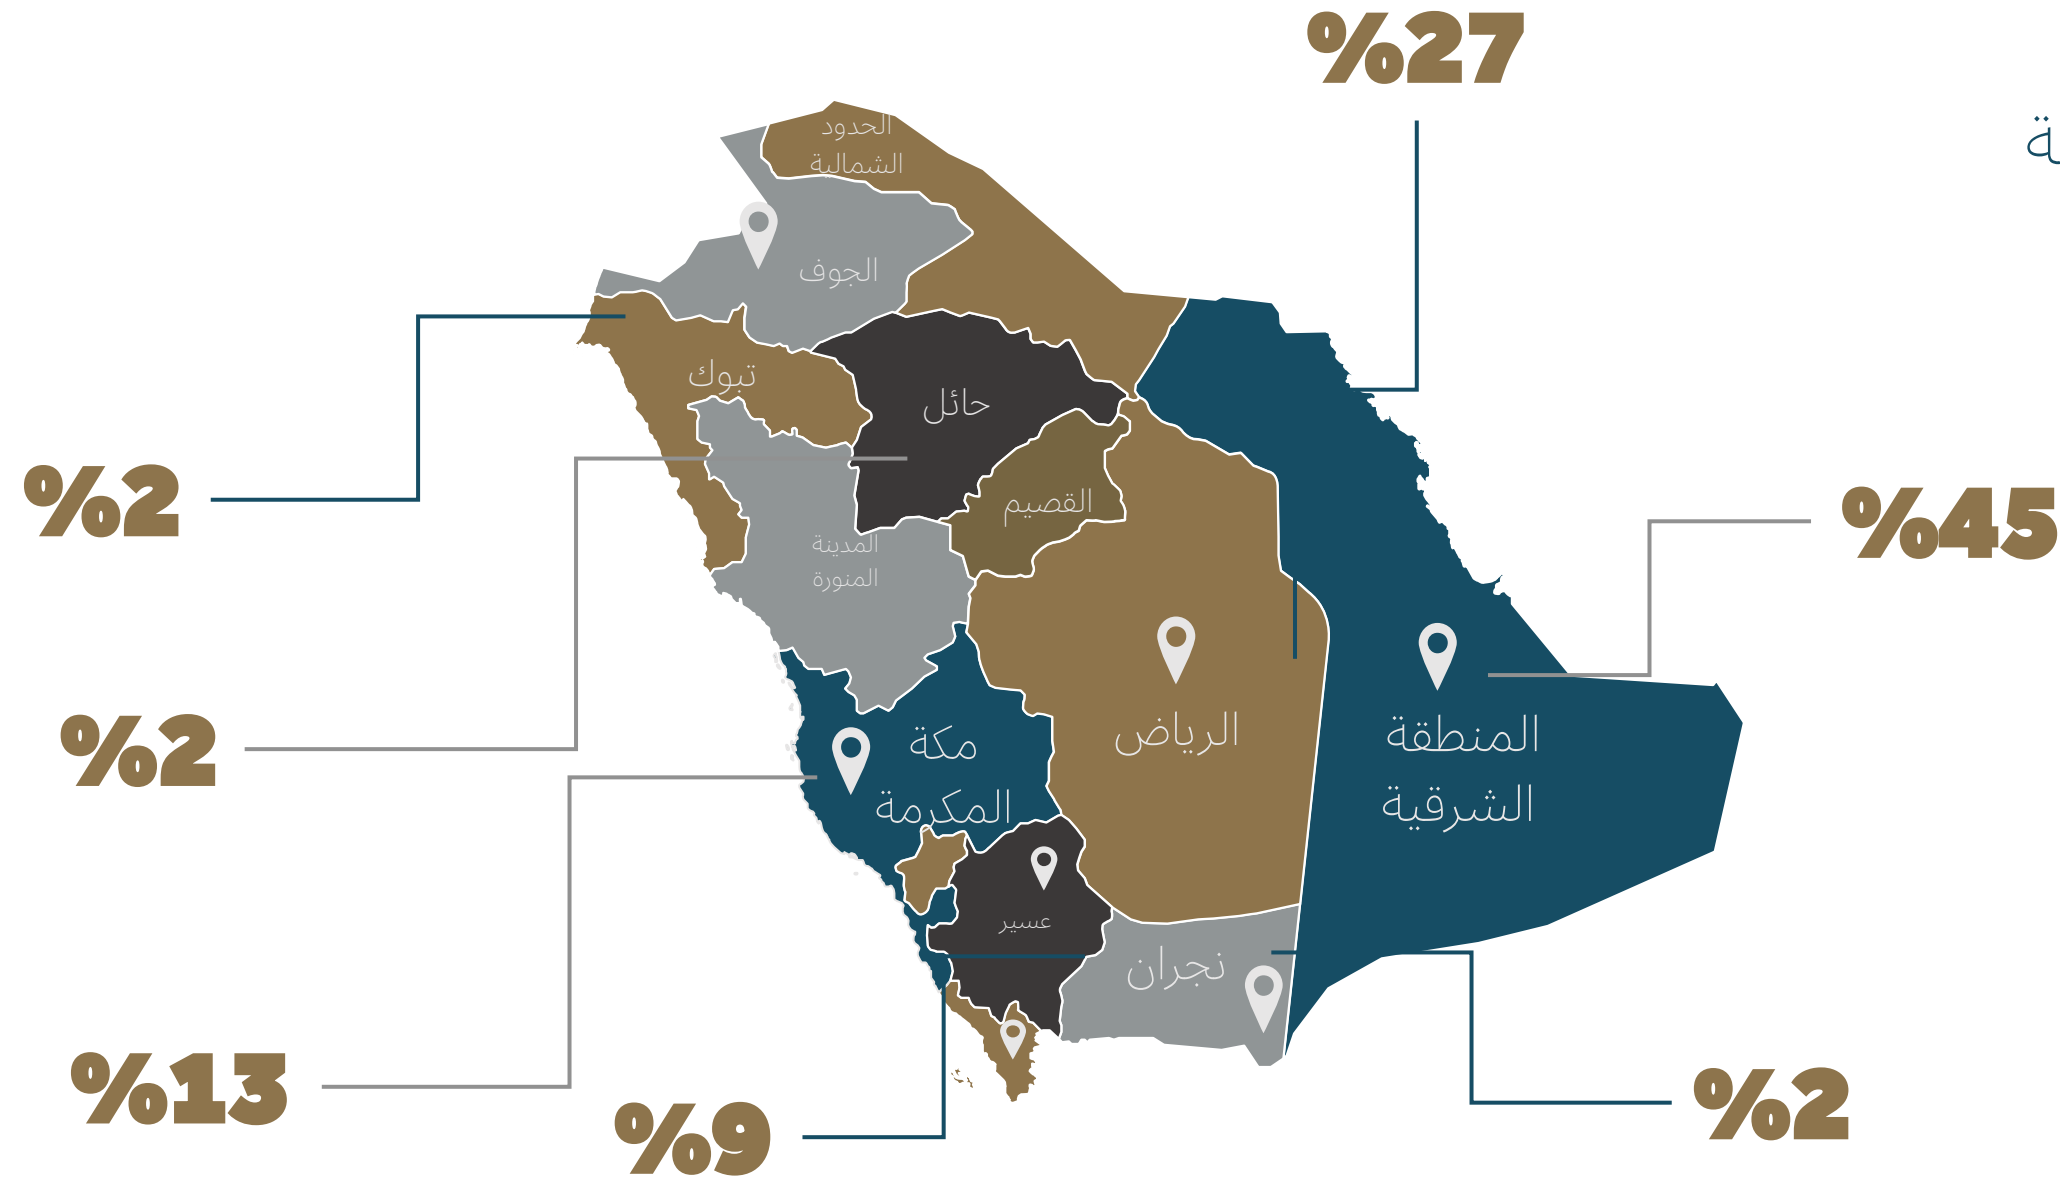 %27
ة
الحدود
الشمالية
الجوف
تبوك
حائل
%2
%45
القصيم
المدينة
المنورة
الرياض
المنطقة
الشرقية
%2
مكة
المكرمة
عسير
نجران
%13
%9
%2